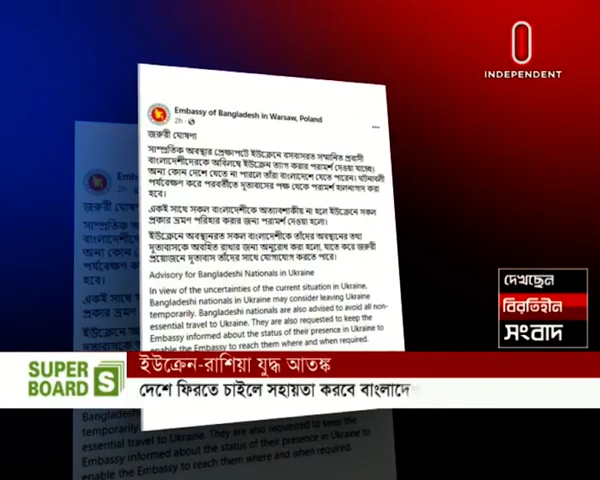 INDEPENDENT
Embassy of Bangladesh in Warsaw, Poland
2h
জরুরী ঘোষণা
সাম্প্রতিক অবস্থার প্রেক্ষাপটে ইউক্রেনে বসবাসরত সম্মানিত প্রবাসী
বাংলাদেশীদেরকে অবিলম্বে ইউক্রেন ত্যাগ করার পরামর্শ দেওয়া যাচ্ছে।
অন্য কোন দেশে যেতে না পারলে তাঁরা বাংলাদেশে যেতে পারেন। ঘটনাবলী
পর্যবেক্ষণ করে পরবর্তীতে দূতাবাসের পক্ষ থেকে পরামর্শ হালনাগাদ করা
হবে।
একই সাথে সকল বাংলাদেশীকে অত্যাবশ্যকীয় না হলে ইউক্রেনে সকল
প্রকার ভ্রমণ পরিহার করার জন্য পরামর্শ দেওয়া হলো।
ইউক্রেনে অবস্থানরত সকল বাংলাদেশীকে তাঁদের অবস্থানের তথ্য
দূতাবাসকে অবহিত রাখার জন্য অনুরোধ করা হলো, যাতে করে জরুরী
প্রয়োজনে দূতাবাস তাঁদের সাথে যোগাযোগ করতে পারে।
Advisory for Bangladeshi Nationals in Ukraine
In view of the uncertainties of the current situation in Ukraine,
Bangladeshi nationals in Ukraine may consider leaving Ukraine
temporarily. Bangladeshi nationals are also advised to avoid all non-
essential travel to Ukraine. They are also requested to keep the
Embassy informed about the status of their presence in Ukraine to
enable the Embassy to reach them where and when required.
দেখছেন
বিরতিহীন
সংবাদ
SUPER
BOARD S
ইউক্রেন-রাশিয়া যুদ্ধ আতঙ্ক
দেশে ফিরতে চাইলে সহায়তা করবে বাংলাদে
temporarily.
essential travel to Ukraine. They are also requested to keep the
Embassy informed about the status of their presence in Ukraine to
enable the Embassy to reach them where and when required.